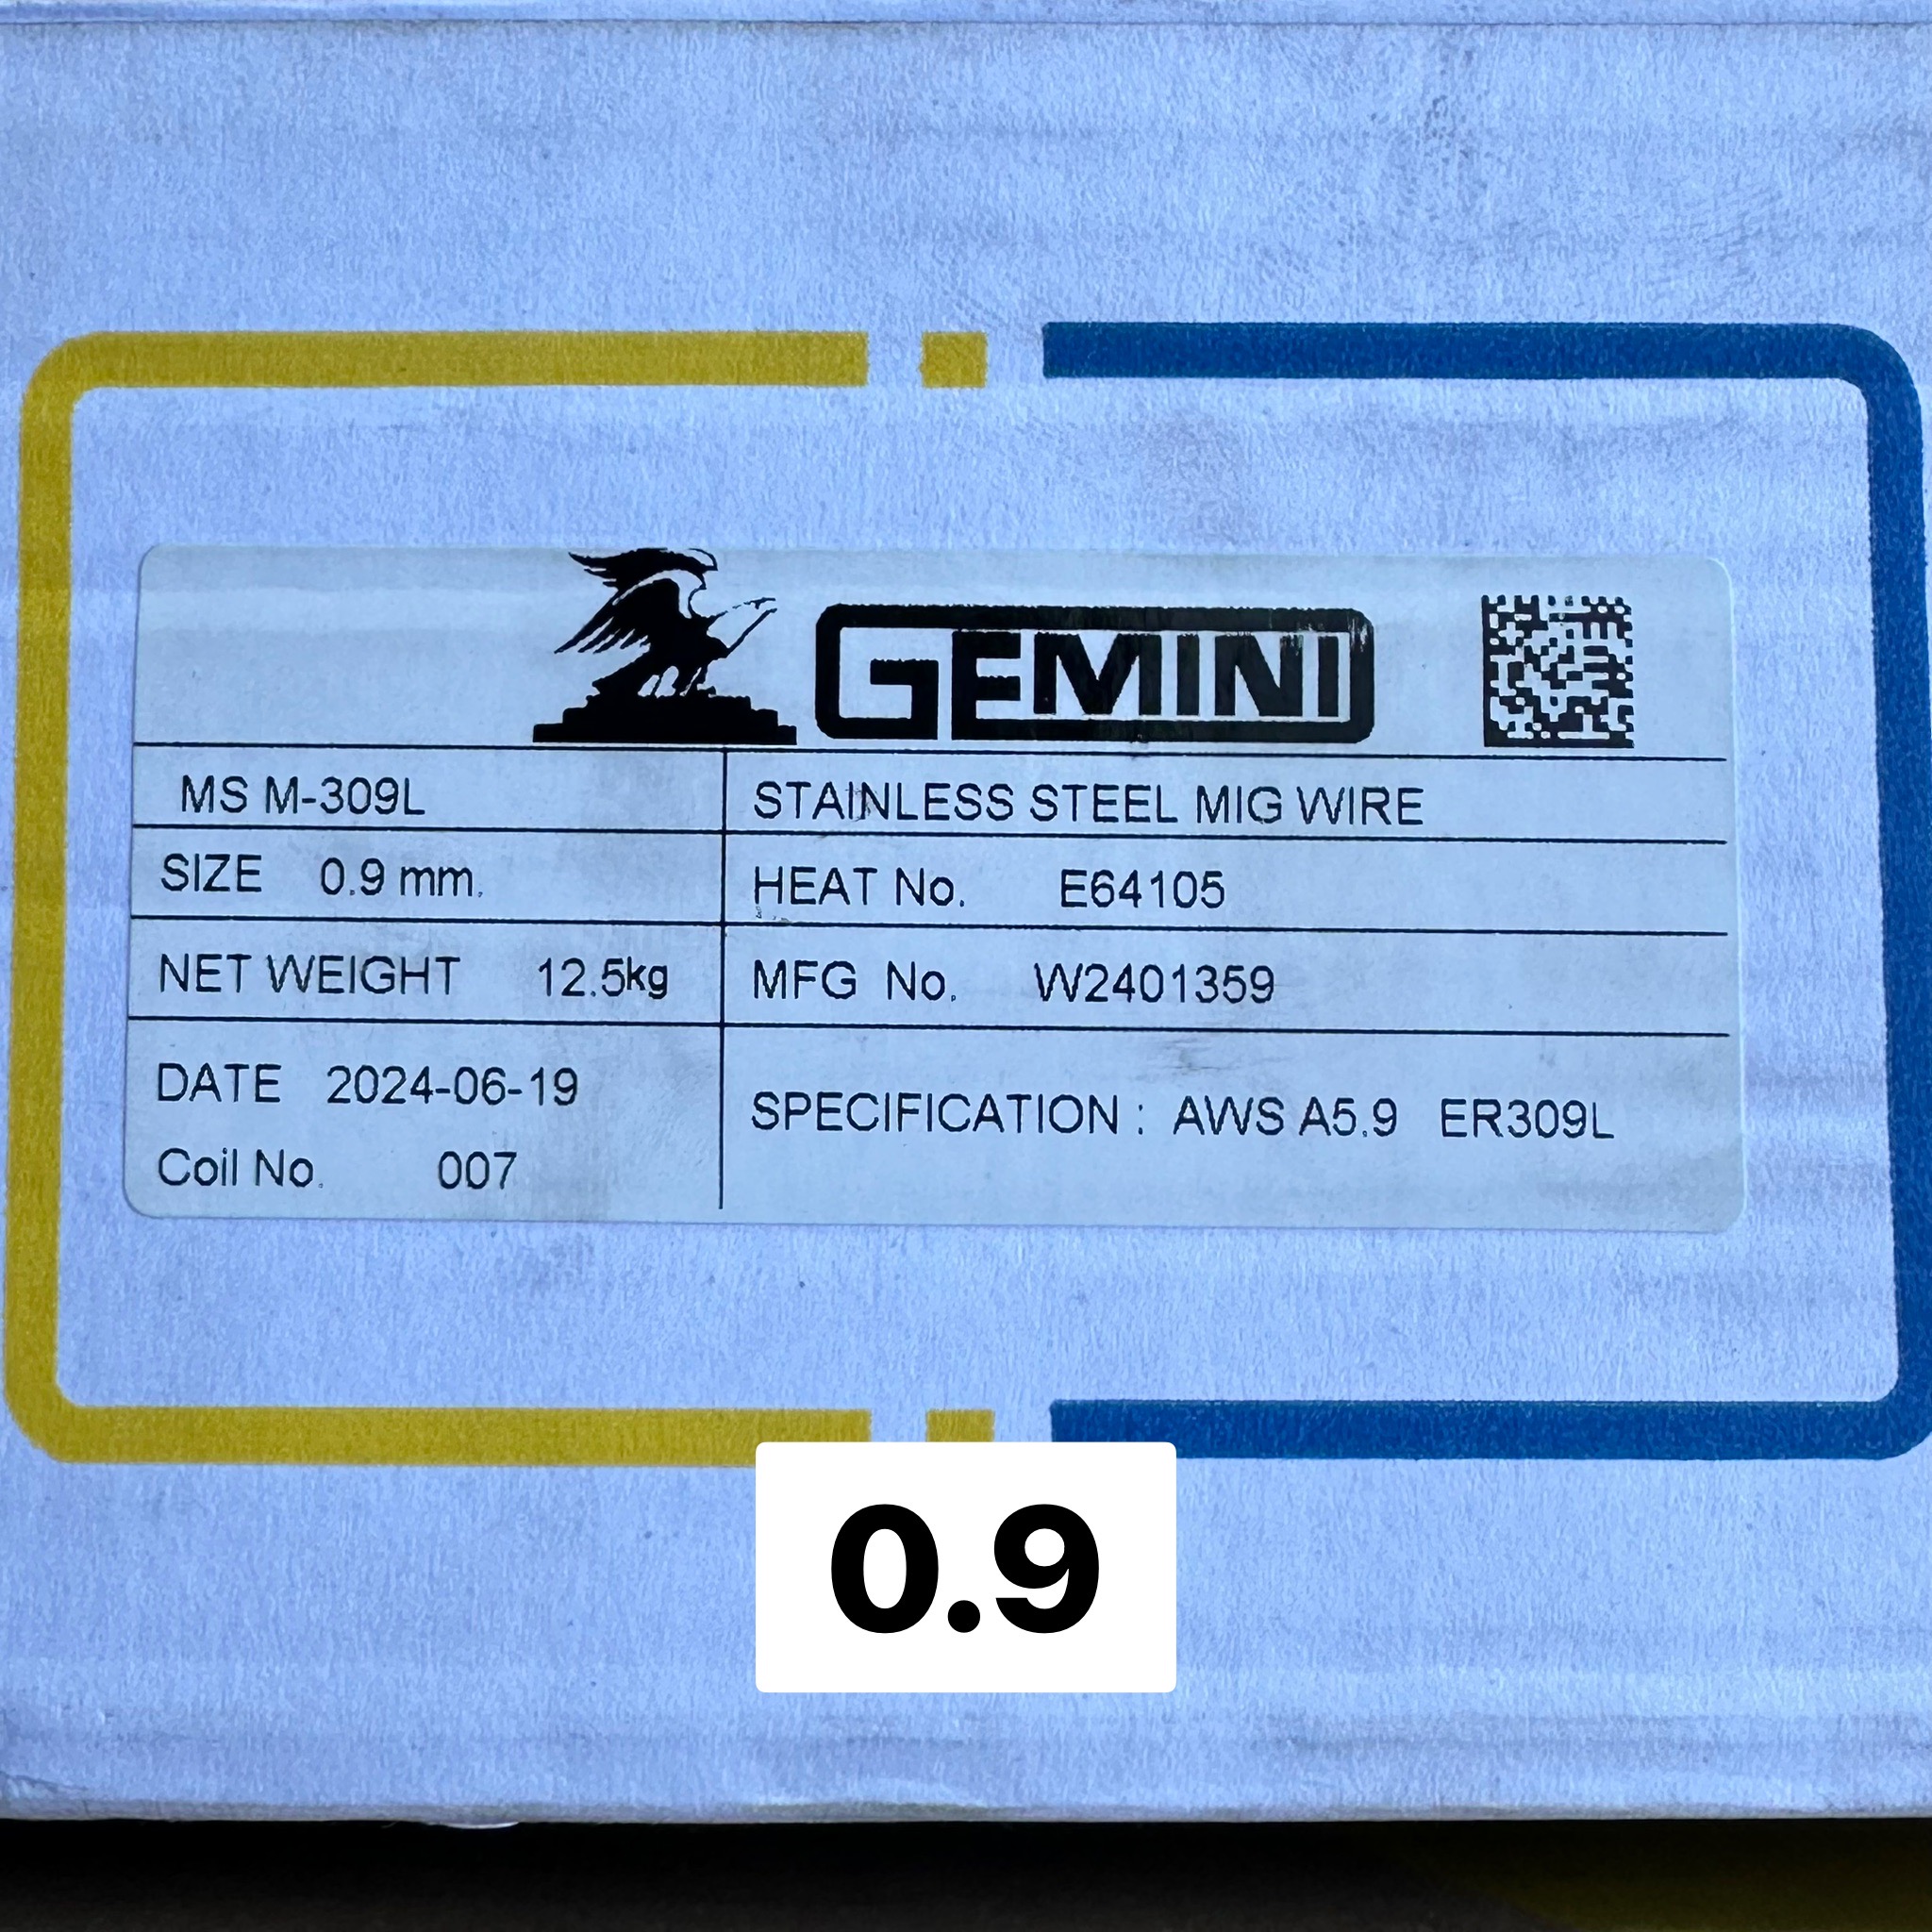 GEMINI
MS M-309L
STAINLESS STEEL MIG WIRE
SIZE 0.9 mm.
HEAT No. E64105
NET WEIGHT 12.5kg
MFG No. W2401359
DATE 2024-06-19
SPECIFICATION : AWS A5.9 ER309L
Coil No. 007
0.9